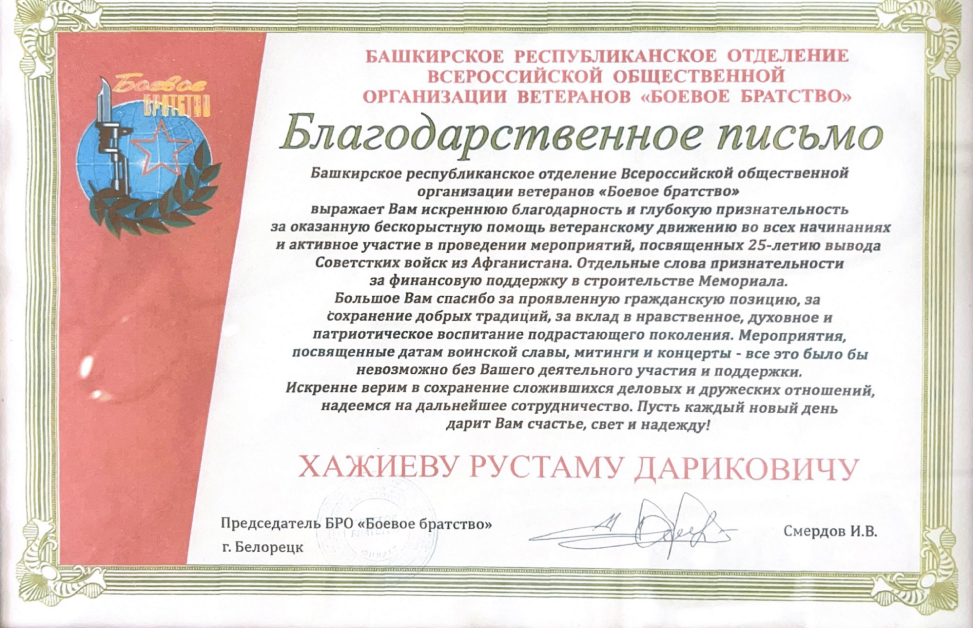 Боевое
БРАТСТВО
БАШКИРСКОЕ РЕСПУБЛИКАНСКОЕ ОТДЕЛЕНИЕ
ВСЕРОССИЙСКОЙ ОБЩЕСТВЕННОЙ
ОРГАНИЗАЦИИ ВЕТЕРАНОВ «БОЕВОЕ БРАТСТВО»
Благодарственное письмо
Башкирское республиканское отделение Всероссийской общественной
организации ветеранов «Боевое братство»
выражает Вам искреннюю благодарность и глубокую признательность
за оказанную бескорыстную помощь ветеранскому движению во всех начинаниях
и активное участие в проведении мероприятий, посвященных 25-летию вывода
Советстких войск из Афганистана. Отдельные слова признательности
за финансовую поддержку в строительстве Мемориала.
Большое Вам спасибо за проявленную гражданскую позицию, за
сохранение добрых традиций, за вклад в нравственное, духовное и
патриотическое воспитание подрастающего поколения. Мероприятия,
посвященные датам воинской славы, митинги и концерты - все это было бы
невозможно без Вашего деятельного участия и поддержки.
Искренне верим в сохранение сложившихся деловых и дружеских отношений,
надеемся на дальнейшее сотрудничество. Пусть каждый новый день
дарит Вам счастье, свет и надежду!
ХАЖИЕВУ РУСТАМУ ДАРИКОВИЧУ
Председатель БРО «Боевое братство»
Смердов И.В.
г. Белорецк